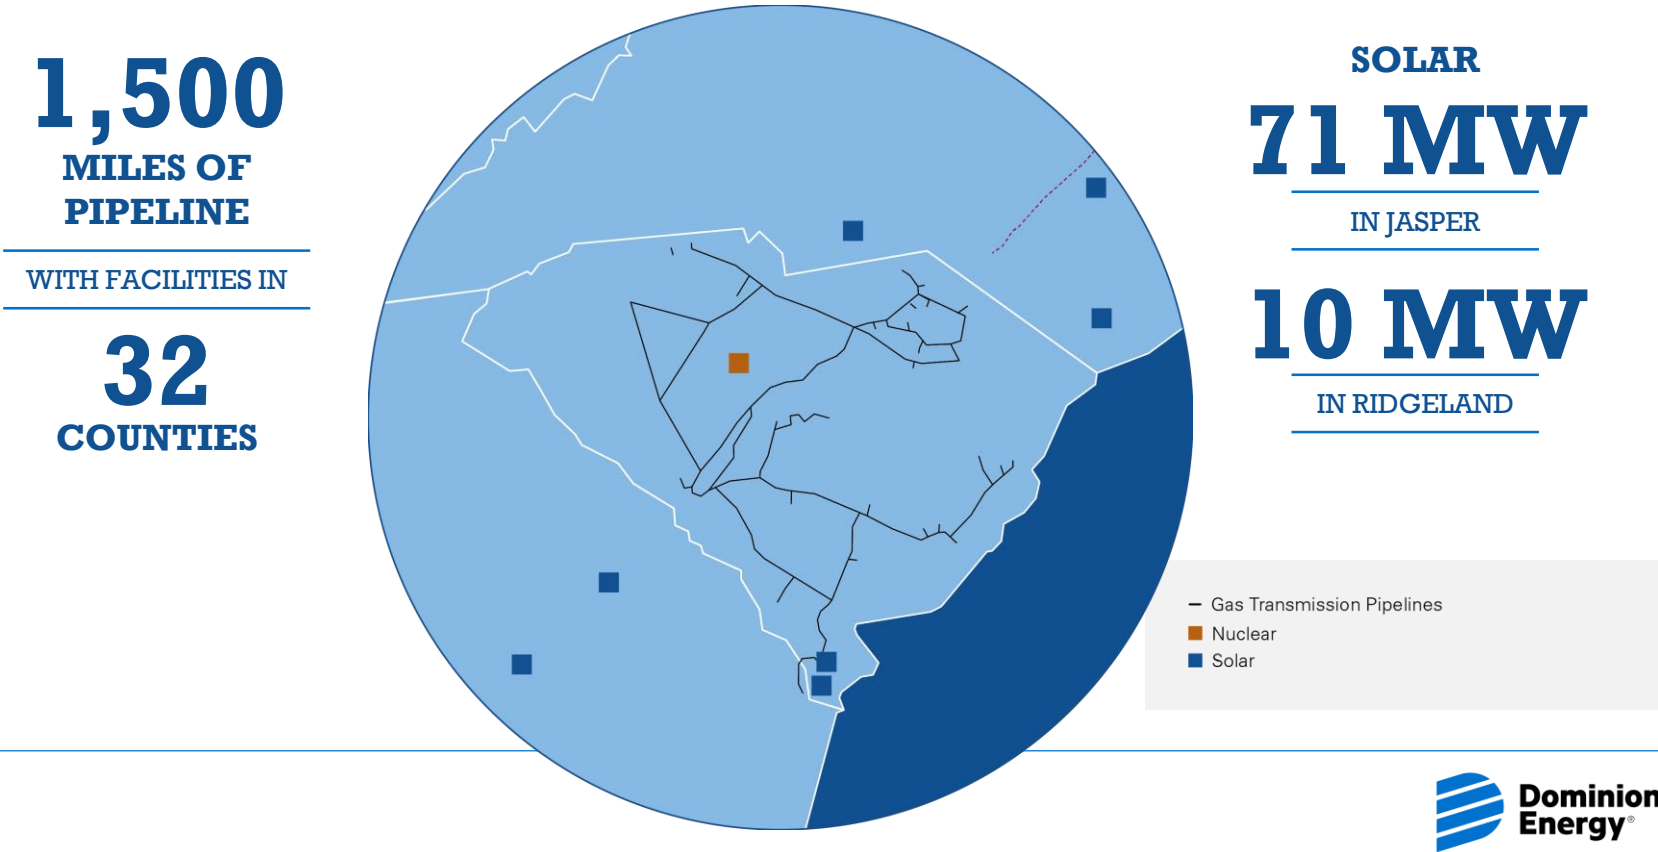 1,500
MILES OF
PIPELINE
WITH FACILITIES IN
32
COUNTIES
SOLAR
71 MW
IN JASPER
10 MW
IN RIDGELAND
Gas Transmission Pipelines
Nuclear
Solar
Dominion
Energy®